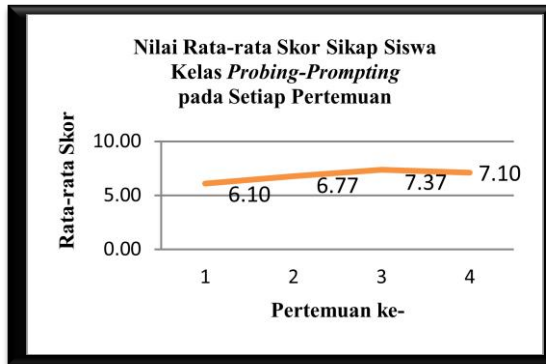 Nilai Rata-rata Skor Sikap Siswa
Kelas Probing-Prompting
pada Setiap Pertemuan
Rata-rata Skor
10.00
5.00
0.00
6.10
6.77
7.37
7.10
1 2 3 4
Pertemuan ke-